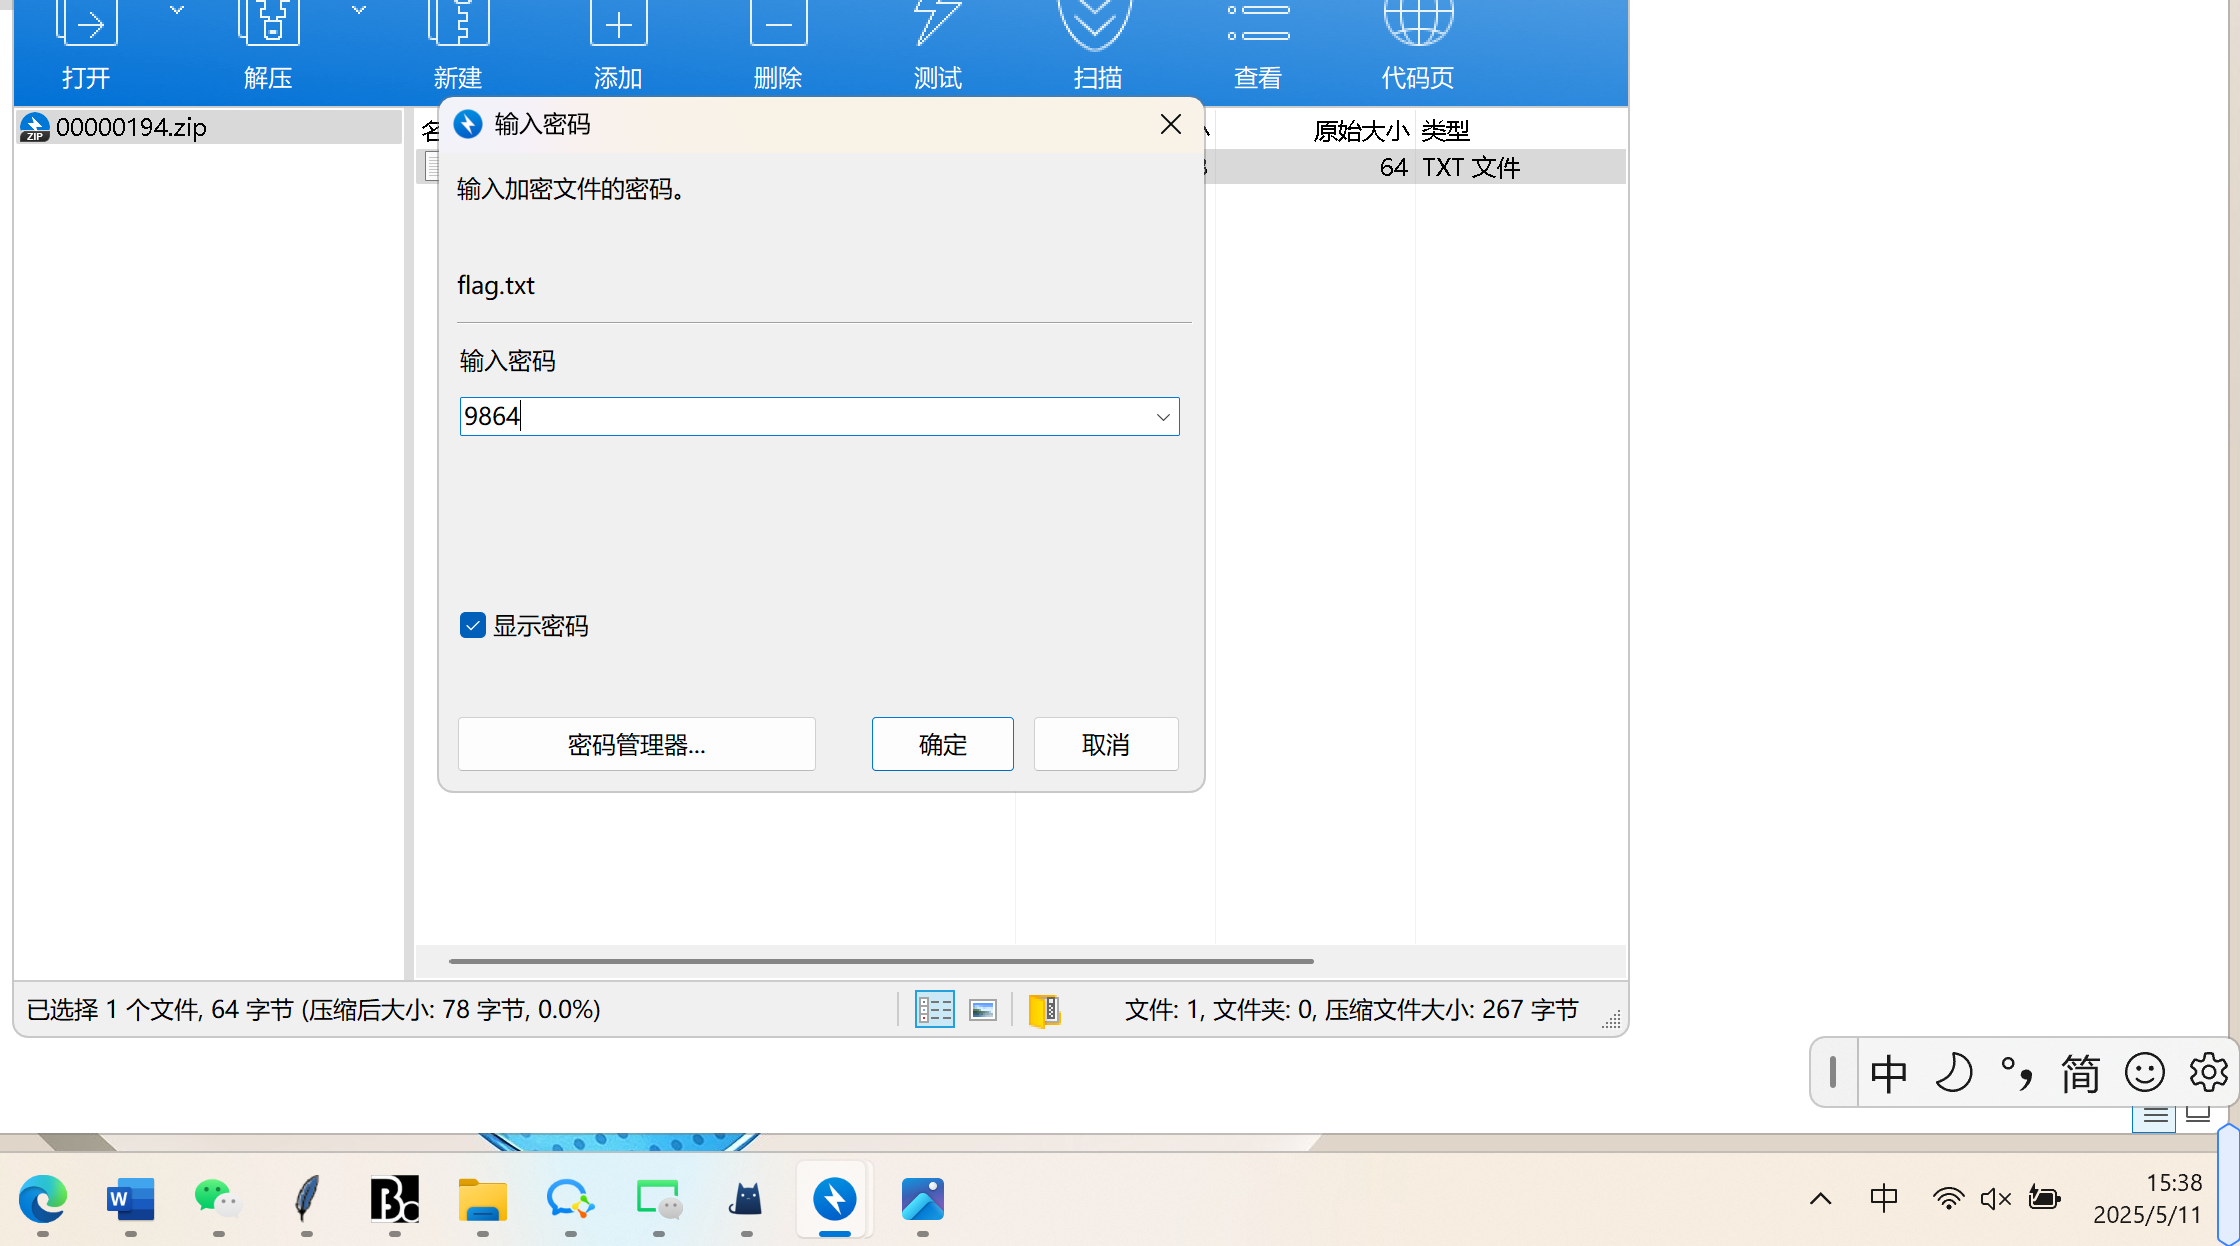 打开 解压 新建 添加 删除 测试 扫描 查看 代码页
00000194.zip
原始大小 类型
64 TXT 文件
输入密码
输入加密文件的密码。
flag.txt
输入密码
9864
显示密码
密码管理器... 确定 取消
已选择 1 个文件, 64 字节 (压缩后大小: 78 字节, 0.0%) 文件: 1, 文件夹: 0, 压缩文件大小: 267 字节
中 简
中 15:38
2025/5/11